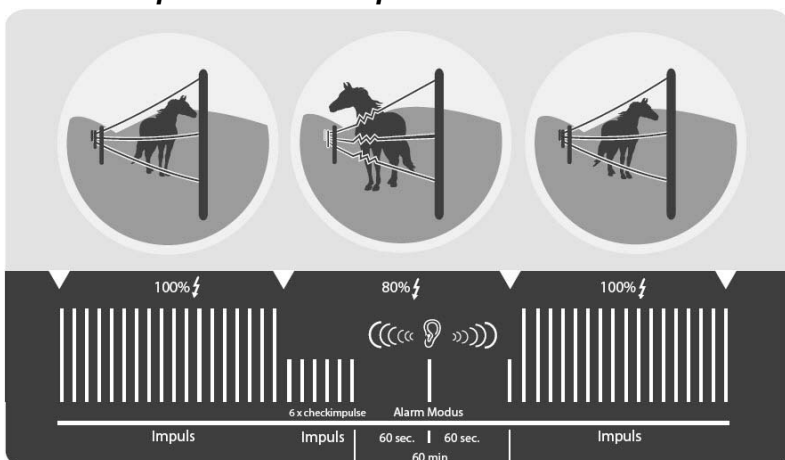 100%
80%
100%
6 x checkimpulse
Alarm Modus
Impuls
Impuls
60 sec.
60 sec.
Impuls
60 min